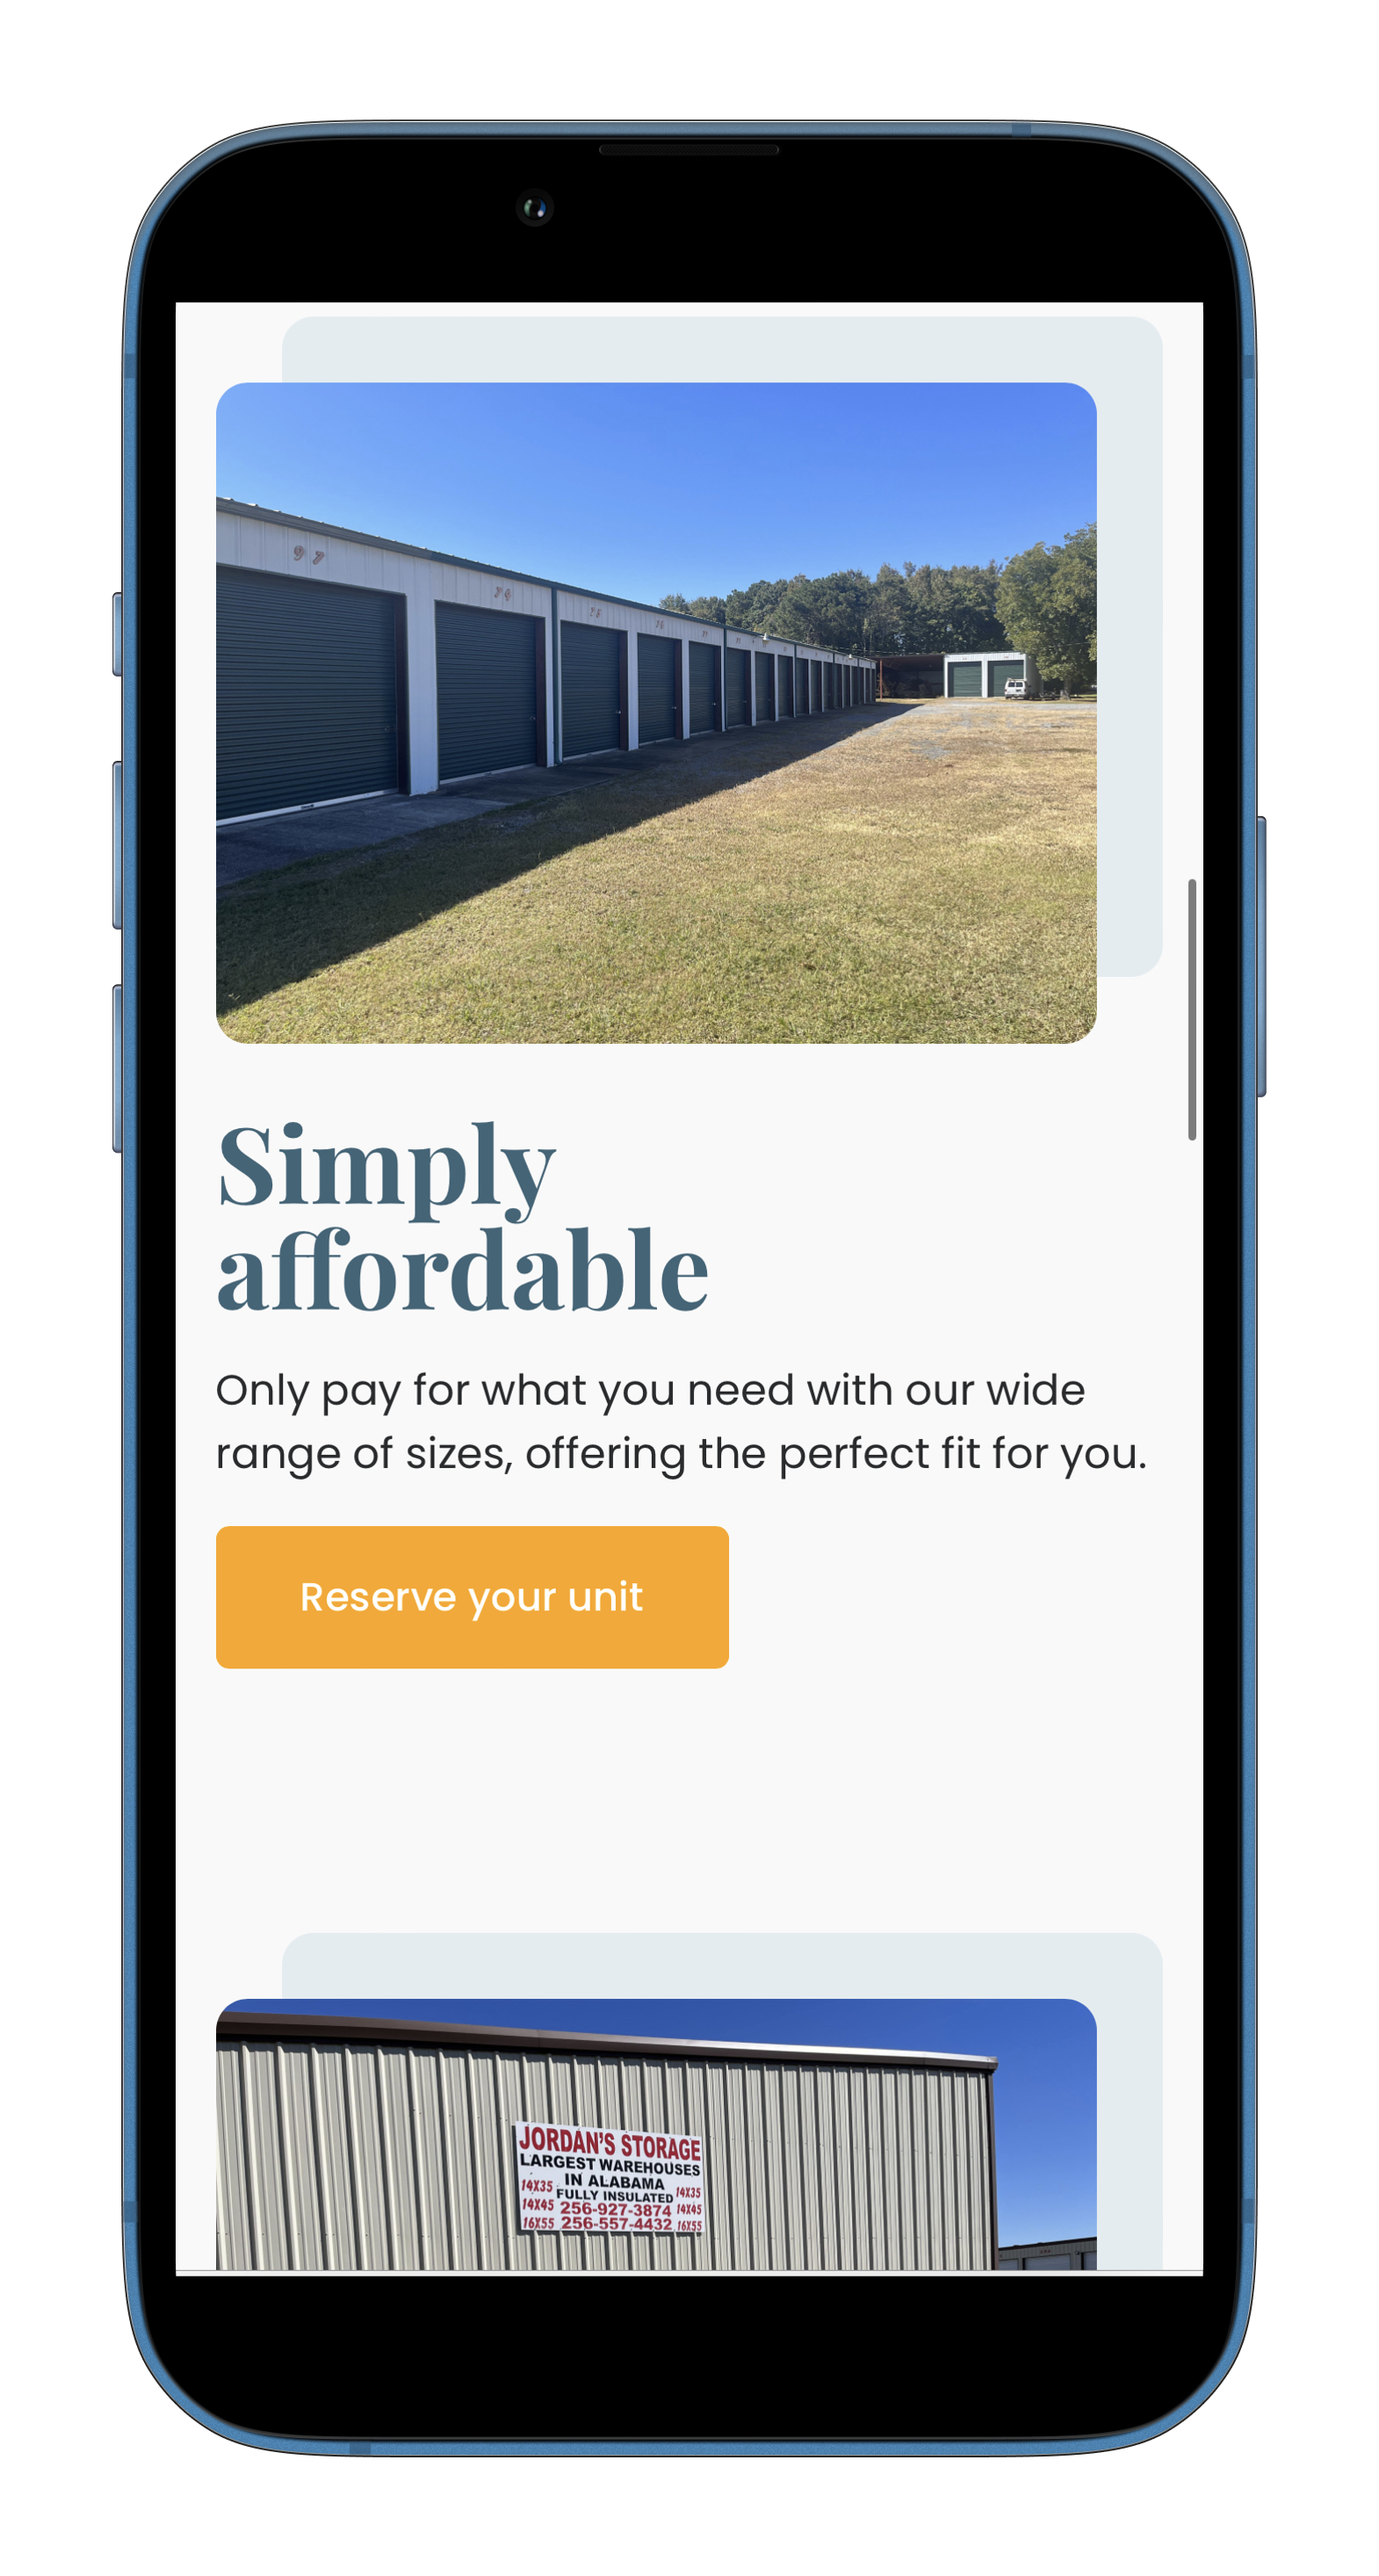 97
Simply
affordable
Only pay for what you need with our wide
range of sizes, offering the perfect fit for you.
Reserve your unit
JORDAN'S STORAGE
LARGEST WAREHOUSES
IN ALABAMA
14X35 FULLY INSULATED 14X35
14X45 256-927-3874 14X45
16X55 256-557-4432 16X55